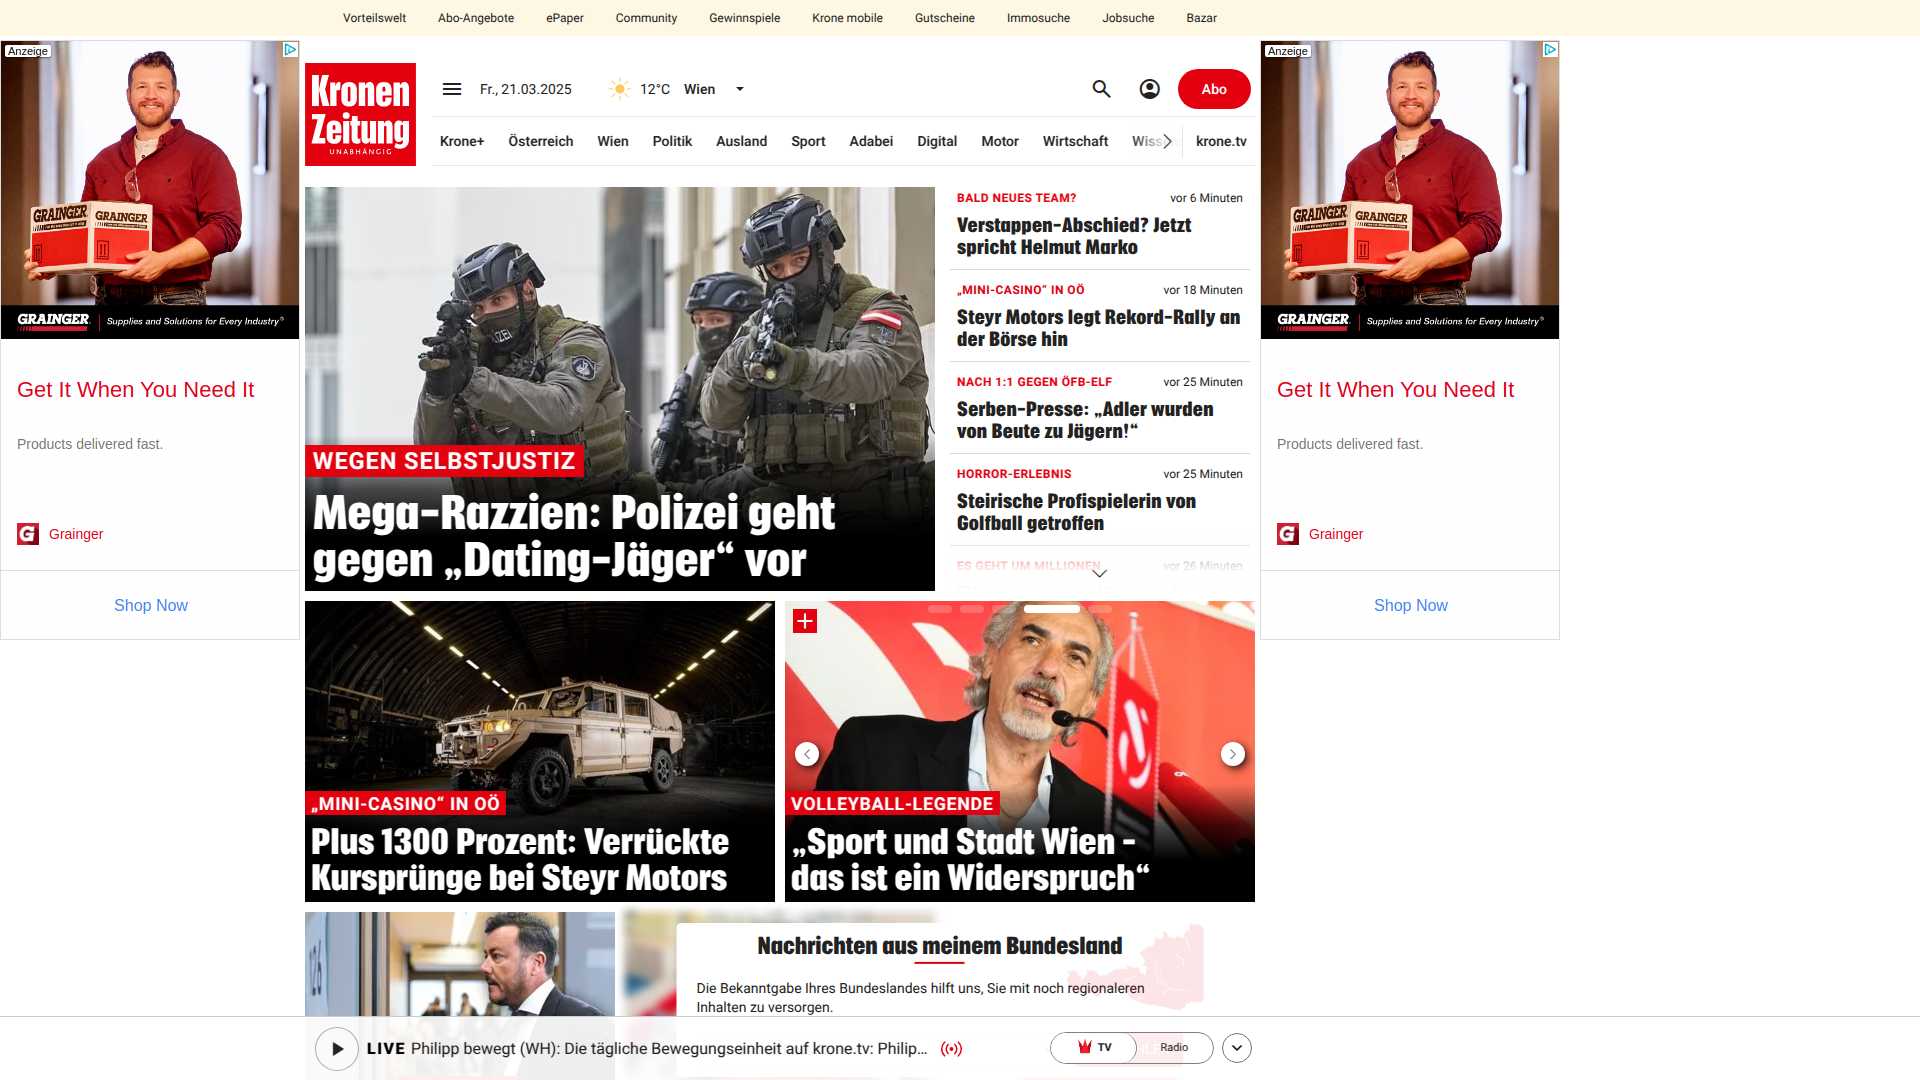 Vorteilswelt
Abo-Angebote
ePaper
Community
Gewinnspiele
Krone mobile
Gutscheine
Immosuche
Jobsuche
Bazar
Anzeige
GRAINGER
GRAINGER
GRAINGER
Supplies and Solutions for Every Industry®
Get It When You Need It
Products delivered fast.
Grainger
Shop Now
Kronen
Zeitung
UNABHÄNGIG
Fr., 21.03.2025
12°C
Wien
Abo
Krone+
Österreich
Wien
Politik
Ausland
Sport
Adabei
Digital
Motor
Wirtschaft
Wiss
krone.tv
WEGEN SELBSTJUSTIZ
Mega-Razzien: Polizei geht
gegen „Dating-Jäger“ vor
BALD NEUES TEAM?
vor 6 Minuten
Verstappen-Abschied? Jetzt
spricht Helmut Marko
„MINI-CASINO“ IN OÖ
vor 18 Minuten
Steyr Motors legt Rekord-Rally an
der Börse hin
NACH 1:1 GEGEN ÖFB-ELF
vor 25 Minuten
Serben-Presse: „Adler wurden
von Beute zu Jägern!“
HORROR-ERLEBNIS
vor 25 Minuten
Steirische Profispielerin von
Golfball getroffen
ES GEHT UM MILLIONEN
vor 26 Minuten
„MINI-CASINO“ IN OÖ
Plus 1300 Prozent: Verrückte
Kurssprünge bei Steyr Motors
VOLLEYBALL-LEGENDE
„Sport und Stadt Wien -
das ist ein Widerspruch“
126
Nachrichten aus meinem Bundesland
Die Bekanntgabe Ihres Bundeslandes hilft uns, Sie mit noch regionaleren
Inhalten zu versorgen.
LIVE Philipp bewegt (WH): Die tägliche Bewegungseinheit auf krone.tv: Philip...
TV
Radio
Anzeige
GRAINGER
GRAINGER
GRAINGER
Supplies and Solutions for Every Industry®
Get It When You Need It
Products delivered fast.
Grainger
Shop Now